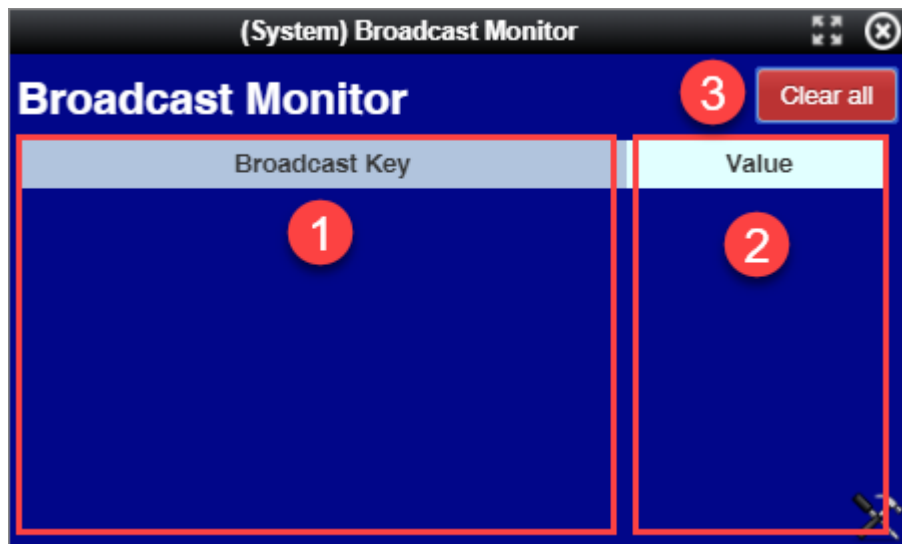 (System) Broadcast Monitor
Broadcast Monitor
3
Clear all
Broadcast Key
Value
1
2